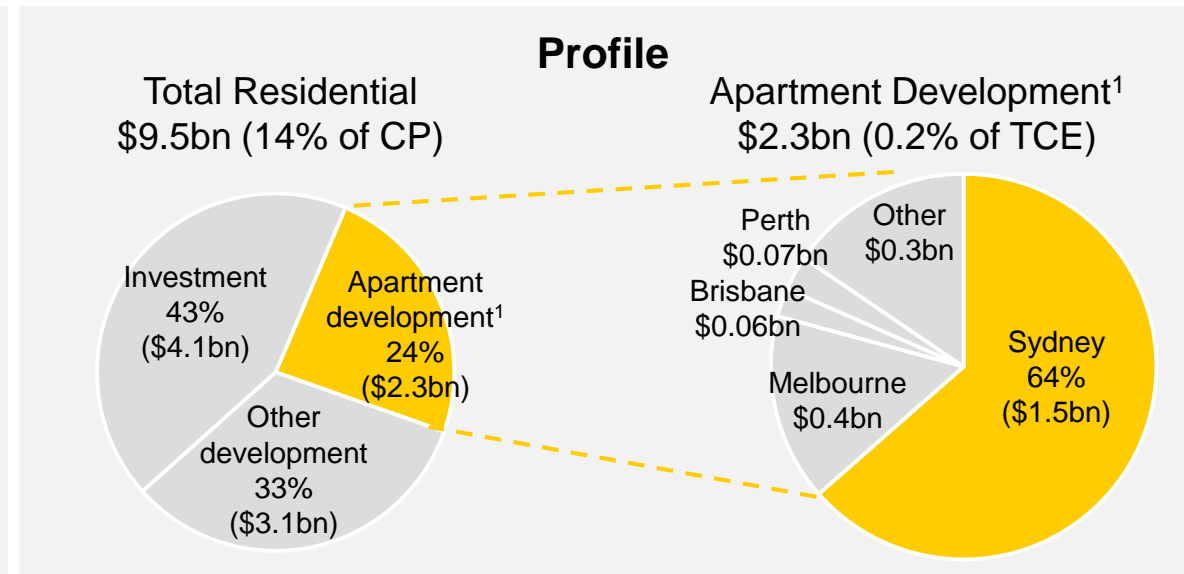 Profile
Total Residential
$9.5bn (14% of CP)
Investment
43%
($4.1bn)
Apartment
development¹
24%
($2.3bn)
Other
development
33%
($3.1bn)
Apartment Development¹
$2.3bn (0.2% of TCE)
Perth
$0.07bn
Other
$0.3bn
Brisbane
$0.06bn
Melbourne
$0.4bn
Sydney
64%
($1.5bn)